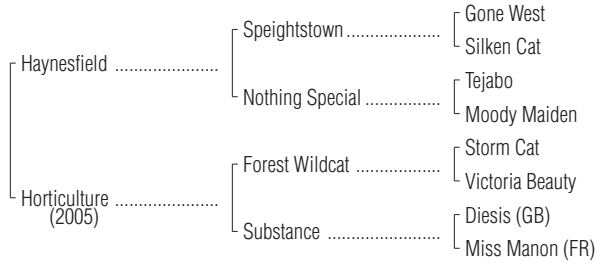 Gone West
Speightstown
Silken Cat
Haynesfield
Tejabo
Nothing Special
Moody Maiden
Storm Cat
Forest Wildcat
Victoria Beauty
Horticulture
(2005)
Diesis (GB)
Substance
Miss Manon (FR)